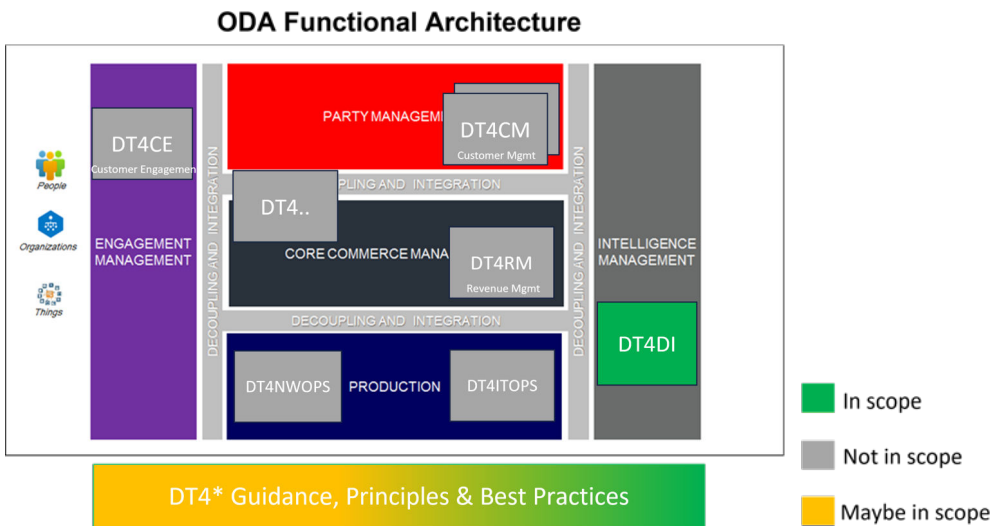 ODA Functional Architecture
People
Organizations
Things
DT4CE
Customer Engagemen
ENGAGEMENT
MANAGEMENT
DECOUPLING AND INTEGRATION
PARTY MANAGEM
DT4CM
Customer Mgmt
PLING AND INTEGRATION
DT4..
CORE COMMERCE MANA
DT4RM
Revenue Mgmt
DECOUPLING AND INTEGRATION
DT4NWOPS
PRODUCTION
DT4ITOPS
DECOUPLING AND INTEGRATION
INTELLIGENCE
MANAGEMENT
DT4DI
In scope
Not in scope
Maybe in scope
DT4* Guidance, Principles & Best Practices